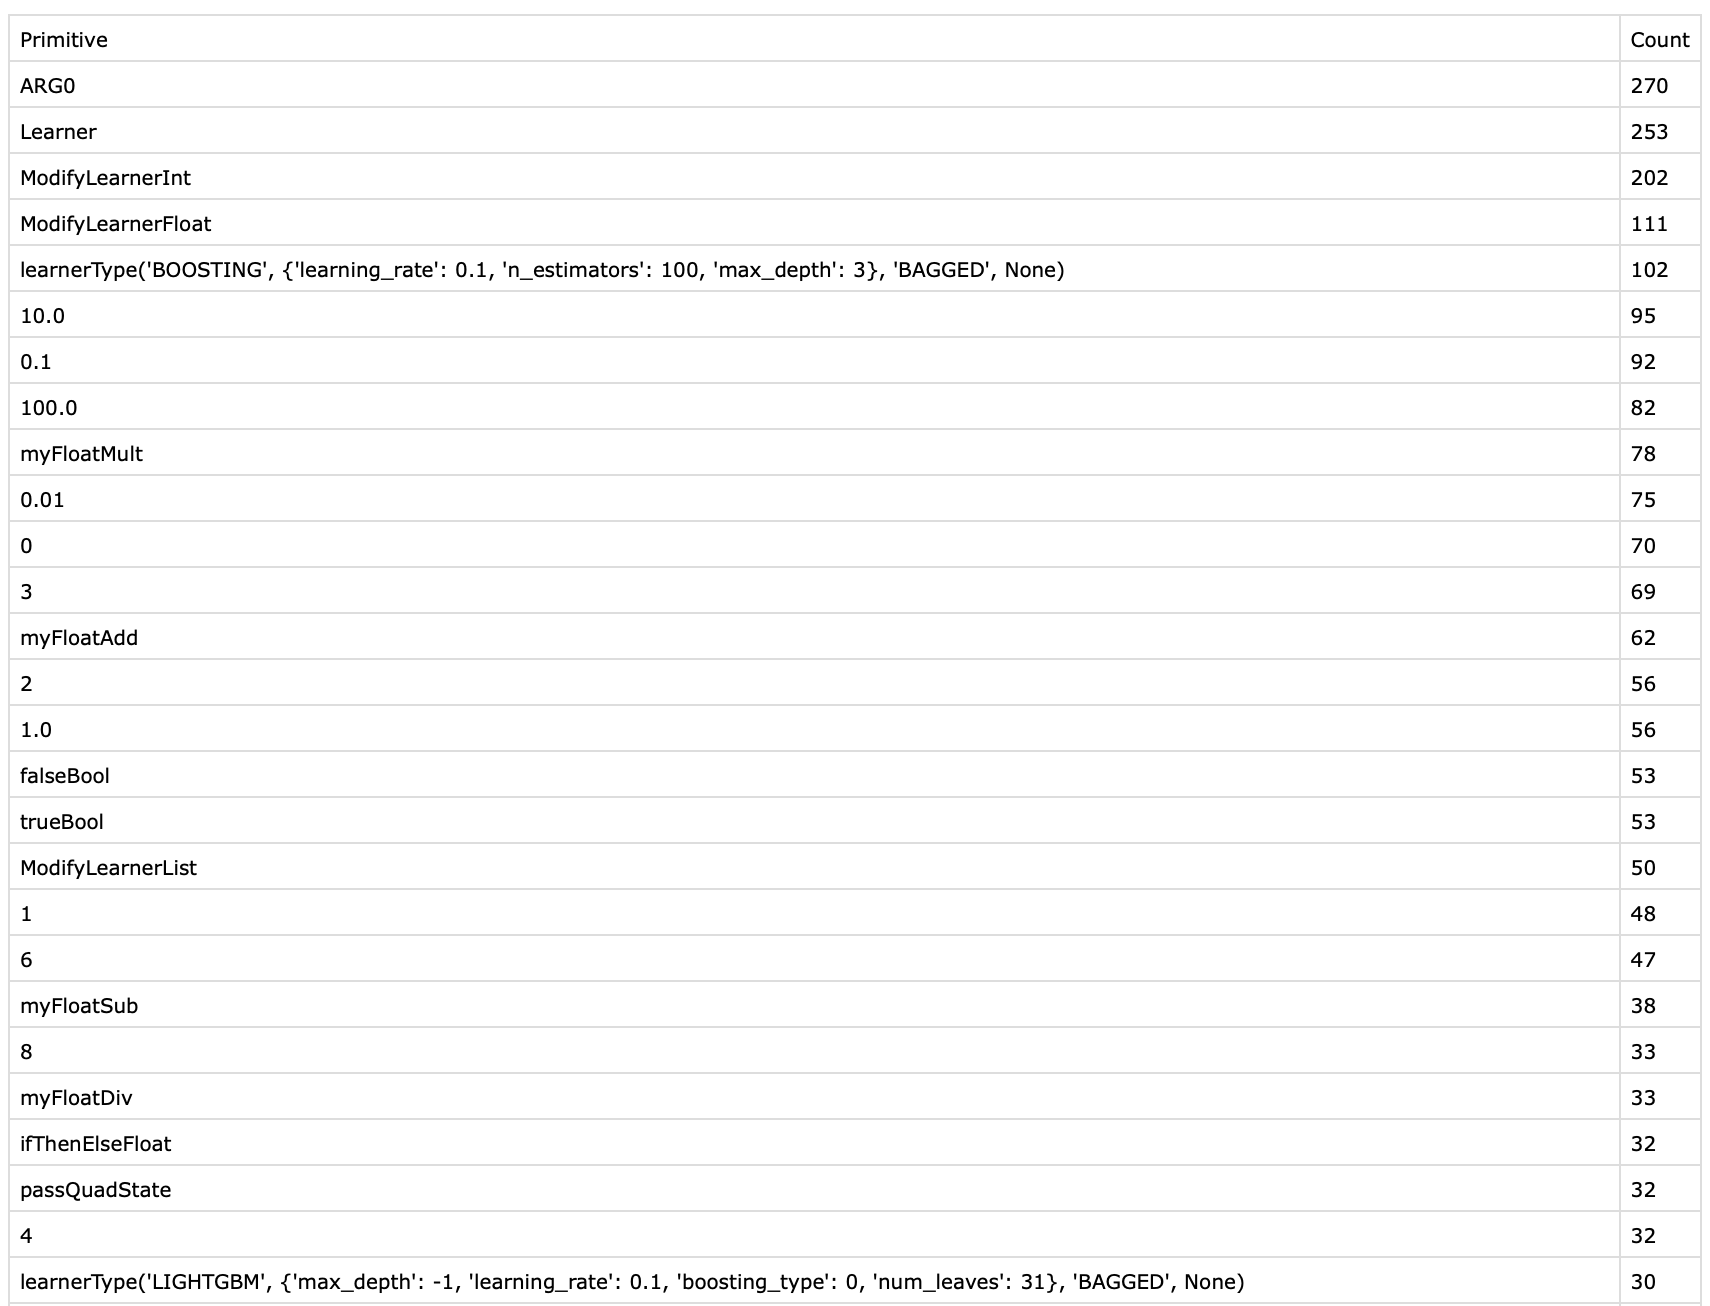 Primitive Count
ARG0 270
Learner 253
ModifyLearnerInt 202
ModifyLearnerFloat 111
learnerType('BOOSTING', {'learning_rate': 0.1, 'n_estimators': 100, 'max_depth': 3}, 'BAGGED', None) 102
10.0 95
0.1 92
100.0 82
myFloatMult 78
0.01 75
0 70
3 69
myFloatAdd 62
2 56
1.0 56
falseBool 53
trueBool 53
ModifyLearnerList 50
1 48
6 47
myFloatSub 38
8 33
myFloatDiv 33
ifThenElseFloat 32
passQuadState 32
4 32
learnerType('LIGHTGBM', {'max_depth': -1, 'learning_rate': 0.1, 'boosting_type': 0, 'num_leaves': 31}, 'BAGGED', None) 30